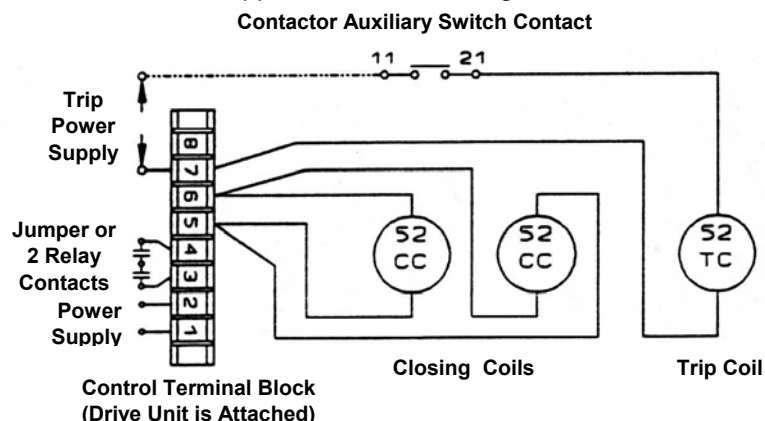 Contactor Auxiliary Switch Contact
11 21
Trip
Power
Supply
8
7
6
5
4
3
2
1
Jumper or
2 Relay
Contacts
Power
Supply
52
CC
52
CC
52
TC
Closing Coils
Trip Coil
Control Terminal Block
(Drive Unit is Attached)